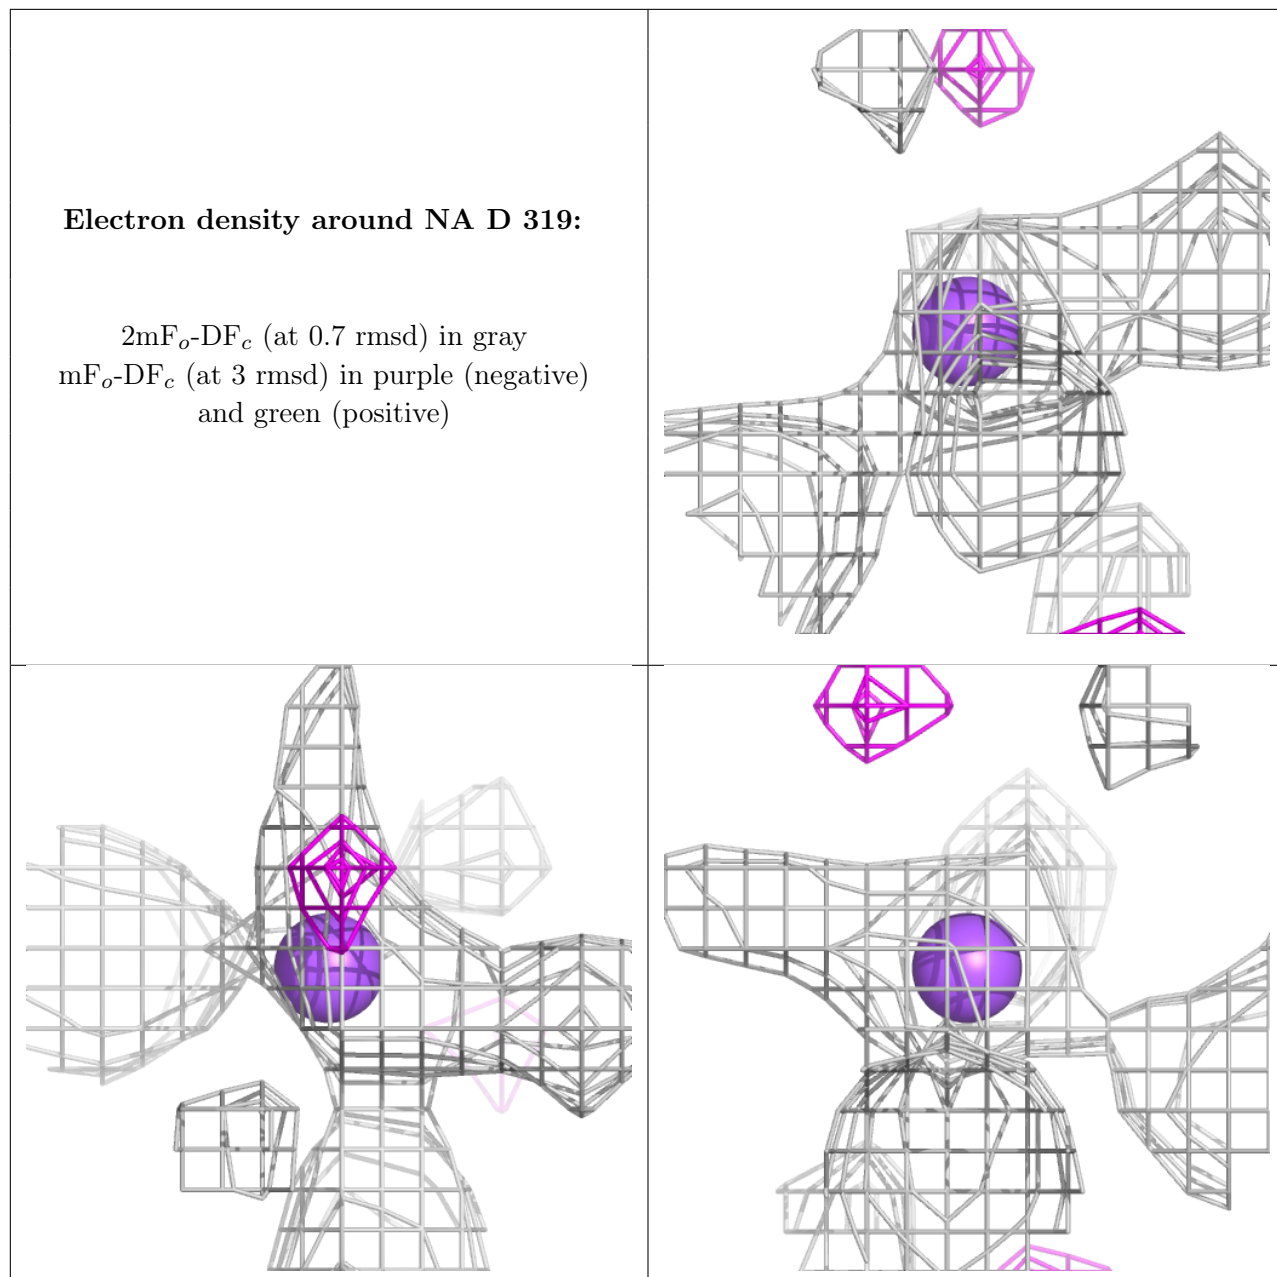 Electron density around NA D 319:
2mFo-DFc (at 0.7 rmsd) in gray
mFo-DFc (at 3 rmsd) in purple (negative)
and green (positive)